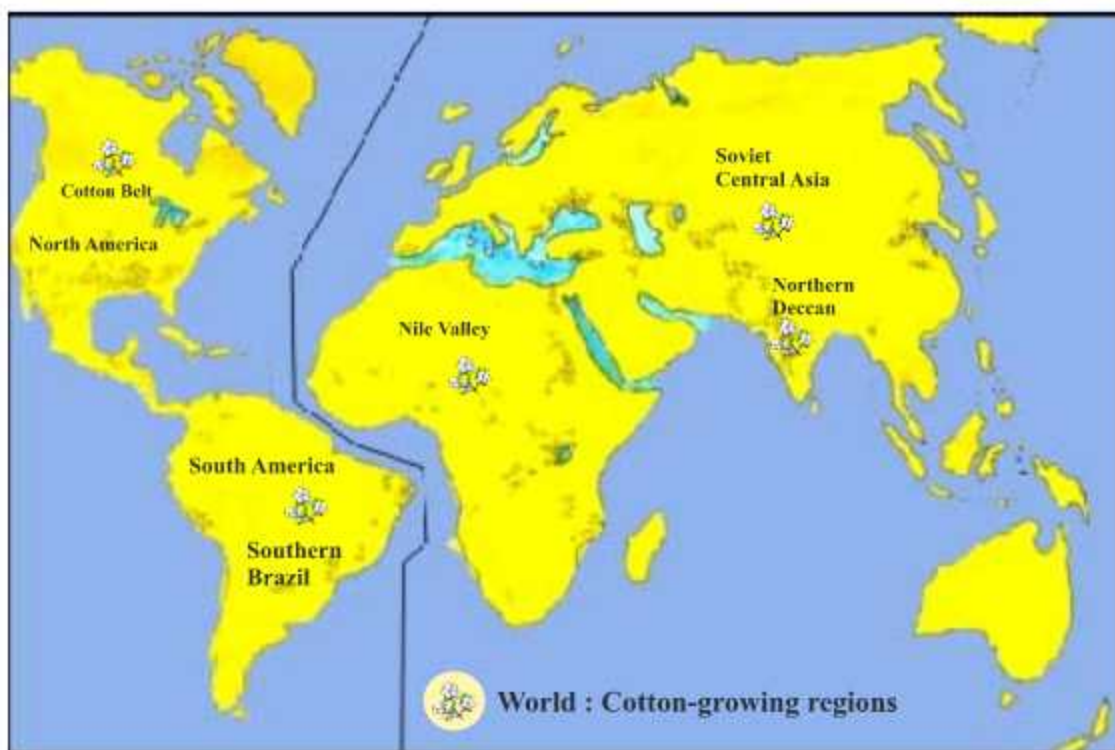 Cotton Belt
North America
Soviet
Central Asia
Northern
Deccan
Nile Valley
South America
Southern
Brazil
World : Cotton-growing regions